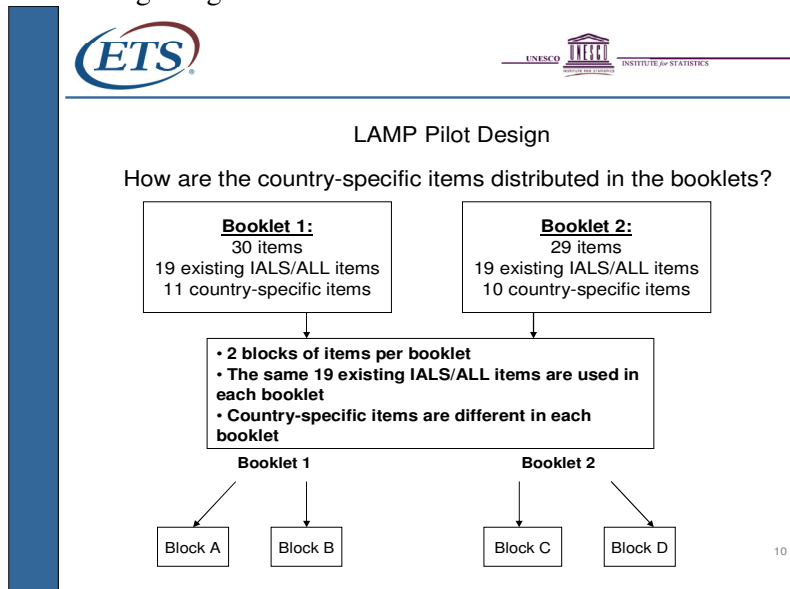 ETS
UNESCO
INSTITUTE for STATISTICS
LAMP Pilot Design
How are the country-specific items distributed in the booklets?
Booklet 1:
30 items
19 existing IALS/ALL items
11 country-specific items
Booklet 2:
29 items
19 existing IALS/ALL items
10 country-specific items
• 2 blocks of items per booklet
• The same 19 existing IALS/ALL items are used in
each booklet
• Country-specific items are different in each
booklet
Booklet 1
Booklet 2
Block A
Block B
Block C
Block D
10